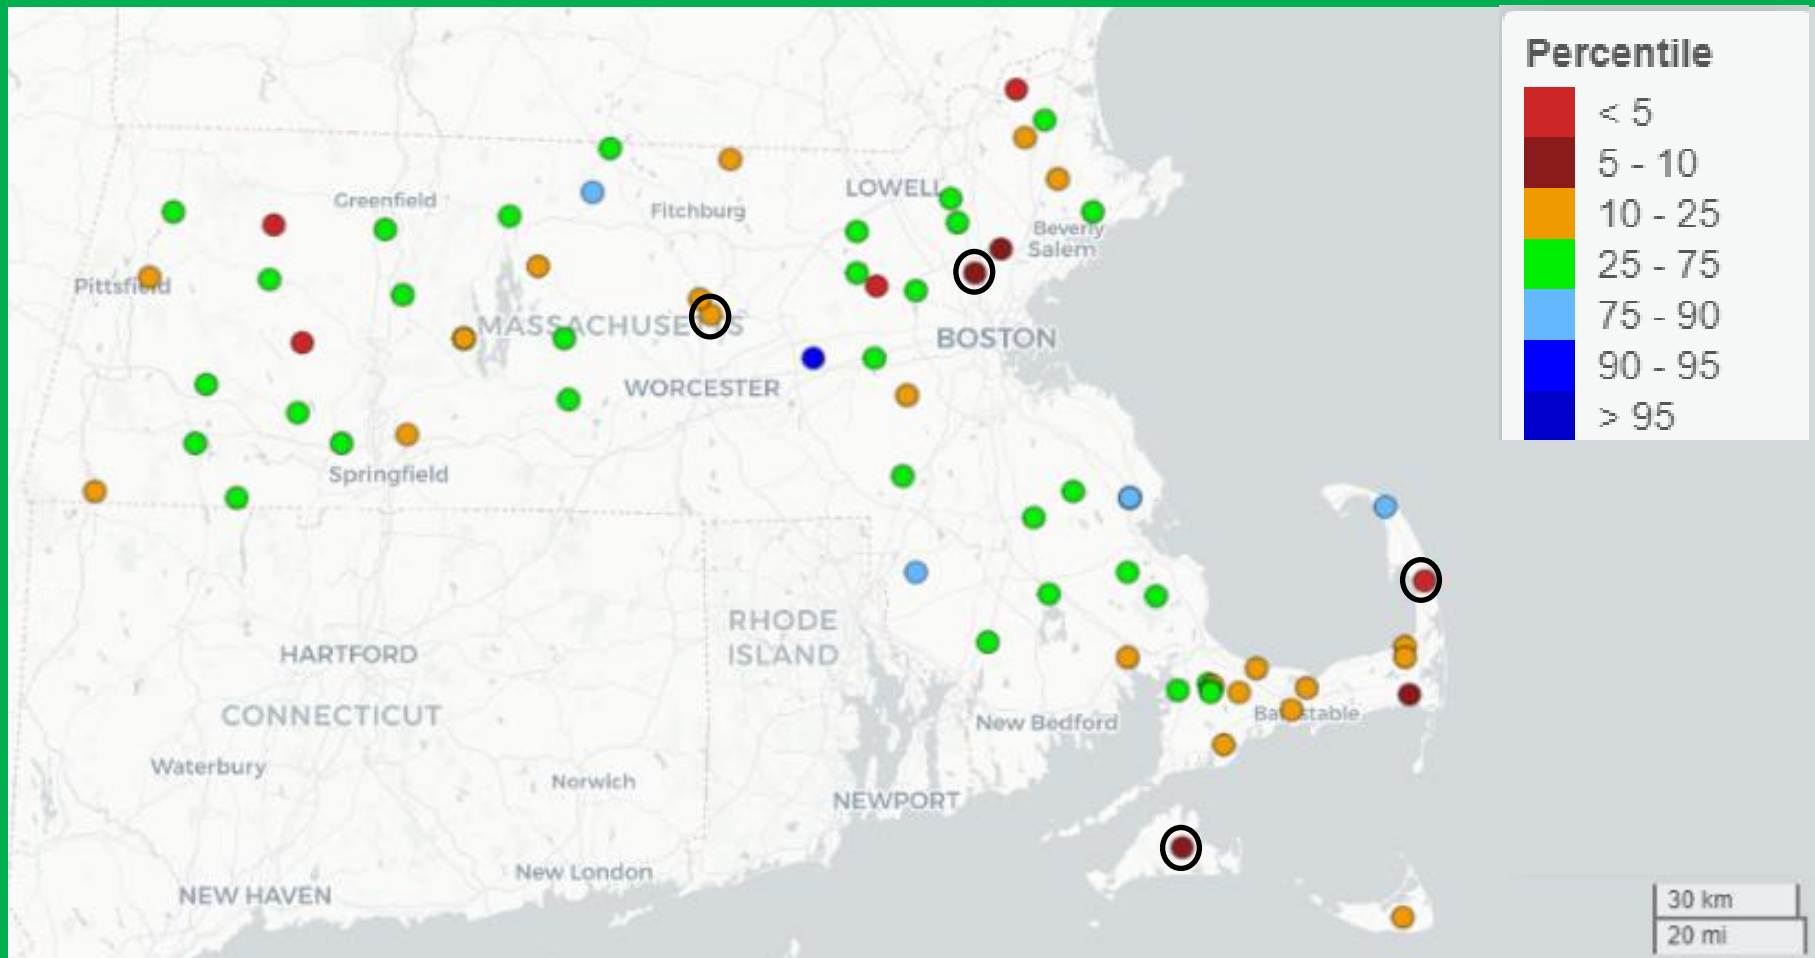 Percentile
< 5
5 - 10
10 - 25
25 - 75
75 - 90
90 - 95
> 95
LOWELL
Greenfield
Fitchburg
Beverly
Salem
Pittsfield
MASSACHUSETTS
BOSTON
WORCESTER
Springfield
RHODE
ISLAND
HARTFORD
CONNECTICUT
Barnstable
New Bedford
Waterbury
Norwich
NEWPORT
New London
NEW HAVEN
30 km
20 mi